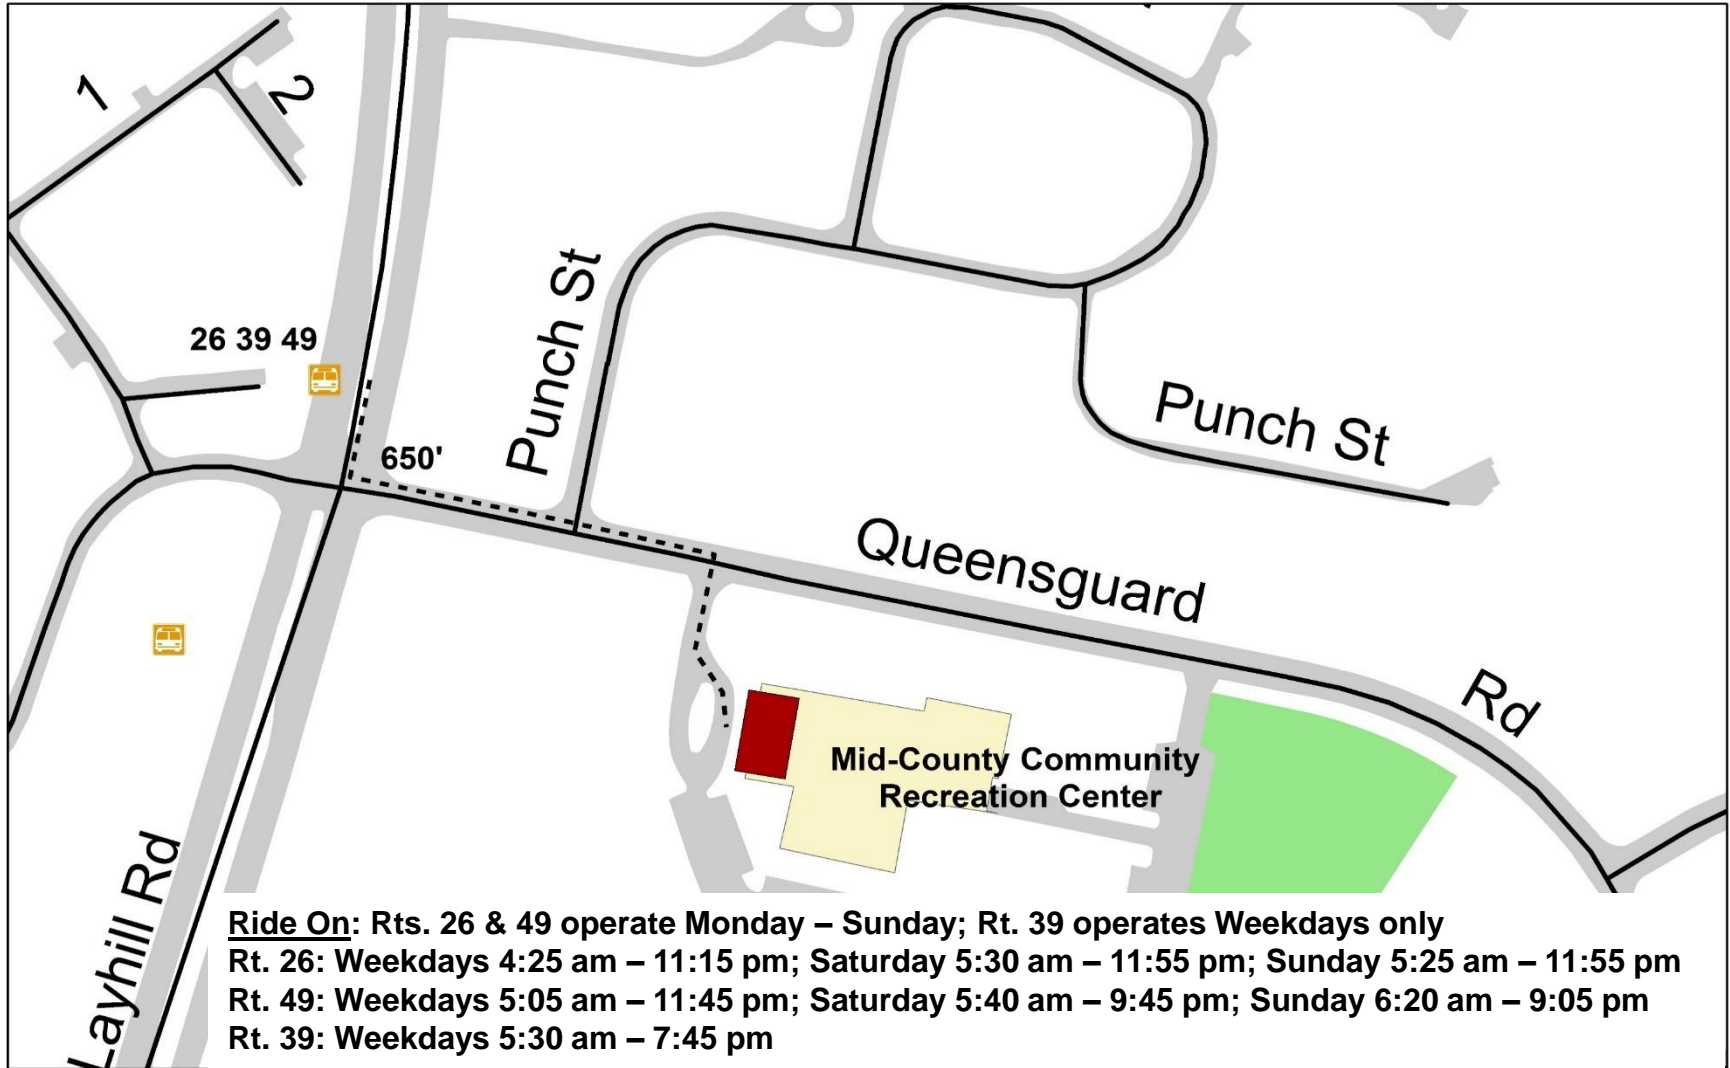 1
2
26 39 49
650'
Punch St
Punch St
Queensguard
Rd
Mid-County Community
Recreation Center
Layhill Rd
Ride On: Rts. 26 & 49 operate Monday – Sunday; Rt. 39 operates Weekdays only
Rt. 26: Weekdays 4:25 am – 11:15 pm; Saturday 5:30 am – 11:55 pm; Sunday 5:25 am – 11:55 pm
Rt. 49: Weekdays 5:05 am – 11:45 pm; Saturday 5:40 am – 9:45 pm; Sunday 6:20 am – 9:05 pm
Rt. 39: Weekdays 5:30 am – 7:45 pm